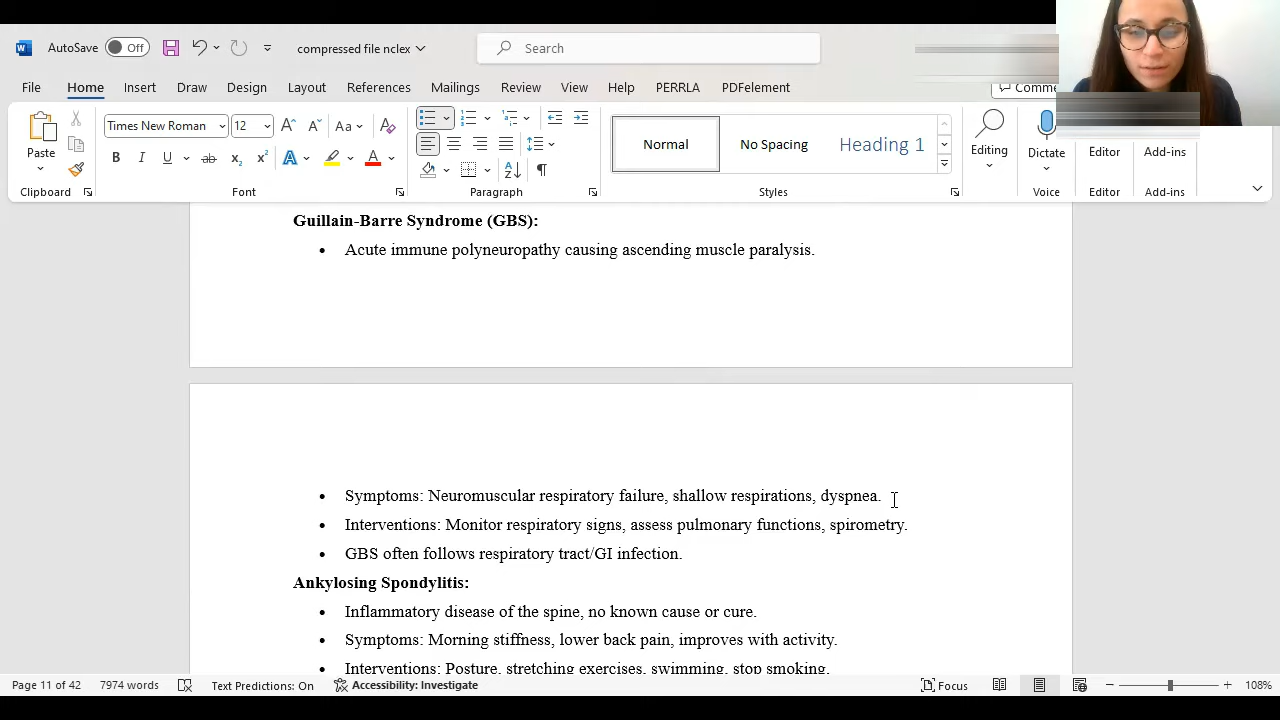 AutoSave Off compressed file nclex Search
File Home Insert Draw Design Layout References Mailings Review View Help PERRLA PDFelement Comme
Paste Times New Roman 12 Aa Normal No Spacing Heading 1 Editing Dictate Editor Add-ins
Clipboard Font Paragraph Styles Voice Editor Add-ins
Guillain-Barre Syndrome (GBS):
• Acute immune polyneuropathy causing ascending muscle paralysis.
• Symptoms: Neuromuscular respiratory failure, shallow respirations, dyspnea.
• Interventions: Monitor respiratory signs, assess pulmonary functions, spirometry.
• GBS often follows respiratory tract/GI infection.
Ankylosing Spondylitis:
• Inflammatory disease of the spine, no known cause or cure.
• Symptoms: Morning stiffness, lower back pain, improves with activity.
• Interventions: Posture, stretching exercises, swimming, stop smoking.
Page 11 of 42 7974 words Text Predictions: On Accessibility: Investigate Focus 108%